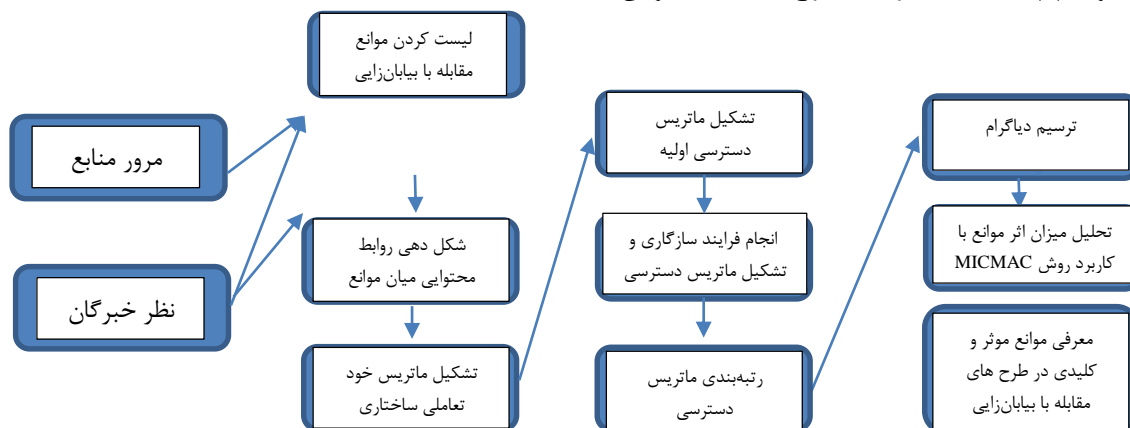 مرور منابع
نظر خبرگان
لیست کردن موانع
مقابله با بیابان‌زایی
شکل دهی روابط
محتوایی میان موانع
تشکیل ماتریس خود
تعاملی ساختاری
تشکیل ماتریس
دسترسی اولیه
انجام فرایند سازگاری و
تشکیل ماتریس دسترسی
رتبه‌بندی ماتریس
دسترسی
ترسیم دیاگرام
تحلیل میزان اثر موانع با
کاربرد روش MICMAC
معرفی موانع موثر و
کلیدی در طرح های
مقابله با بیابان‌زایی